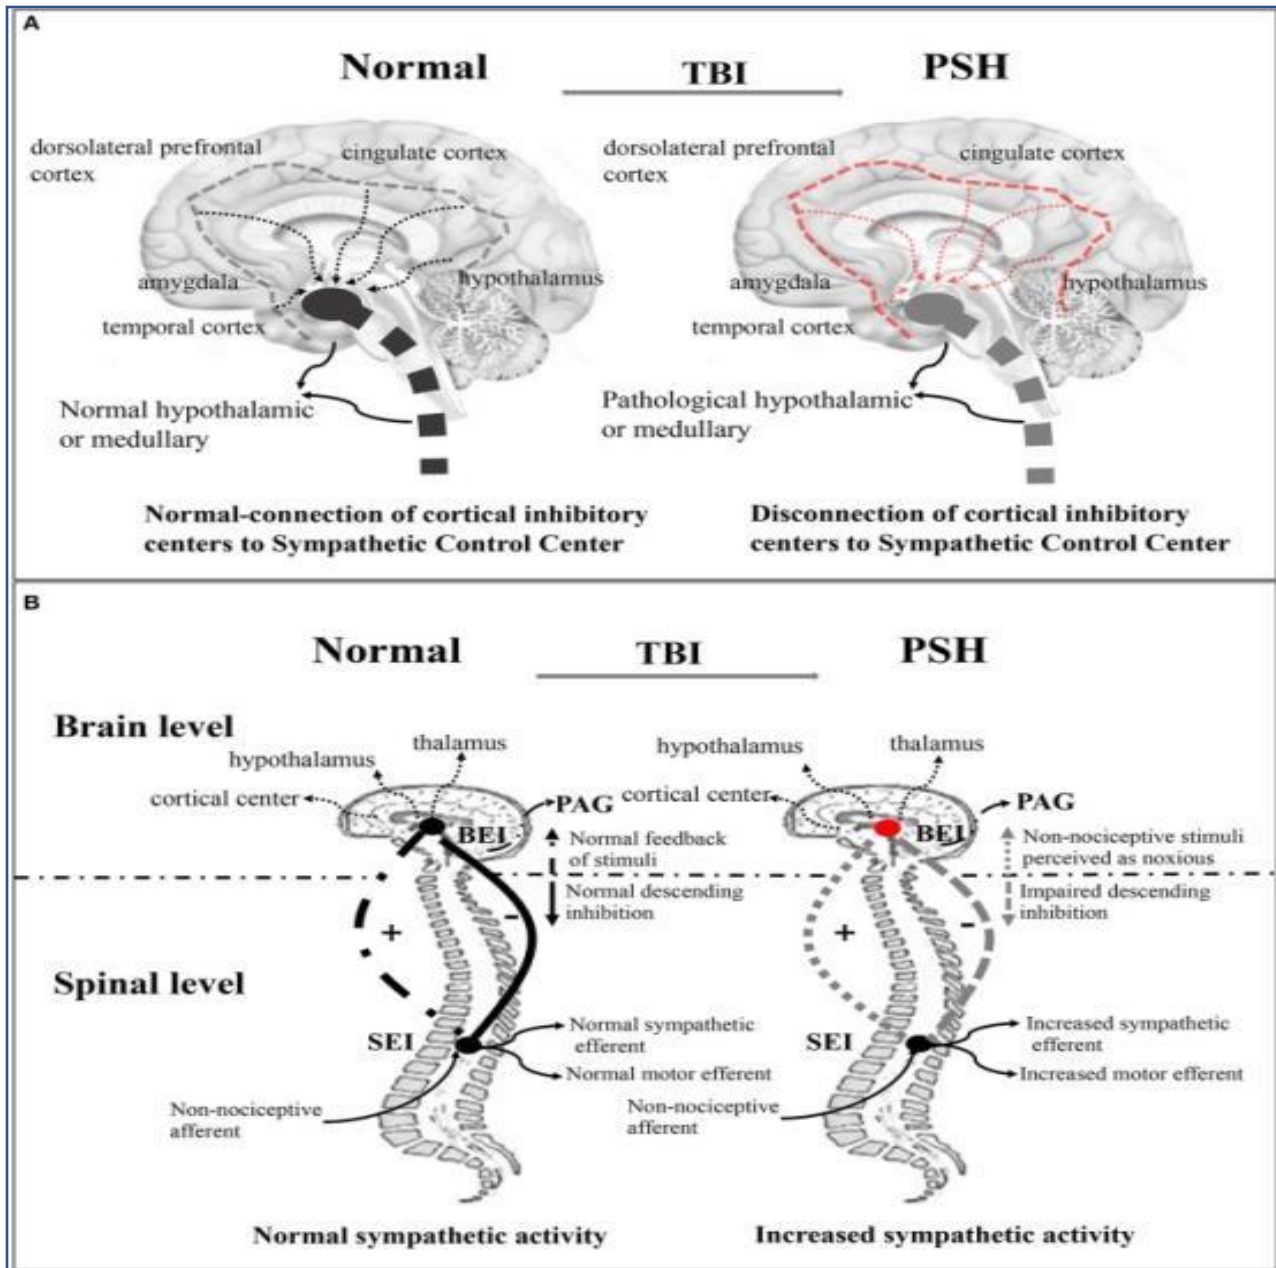 A
Normal
TBI
PSH
dorsolateral prefrontal
cortex
cingulate cortex
amygdala
hypothalamus
temporal cortex
Normal hypothalamic
or medullary
Normal-connection of cortical inhibitory
centers to Sympathetic Control Center
dorsolateral prefrontal
cortex
cingulate cortex
amygdala
hypothalamus
temporal cortex
Pathological hypothalamic
or medullary
Disconnection of cortical inhibitory
centers to Sympathetic Control Center
B
Normal
TBI
PSH
Brain level
hypothalamus
thalamus
cortical center
PAG
BEI
Normal feedback
of stimuli
Normal descending
inhibition
+
-
Spinal level
SEI
Normal sympathetic
efferent
Normal motor efferent
Non-nociceptive
afferent
Normal sympathetic activity
hypothalamus
thalamus
cortical center
PAG
BEI
Non-nociceptive stimuli
perceived as noxious
Impaired descending
inhibition
+
-
SEI
Increased sympathetic
efferent
Increased motor efferent
Non-nociceptive
afferent
Increased sympathetic activity